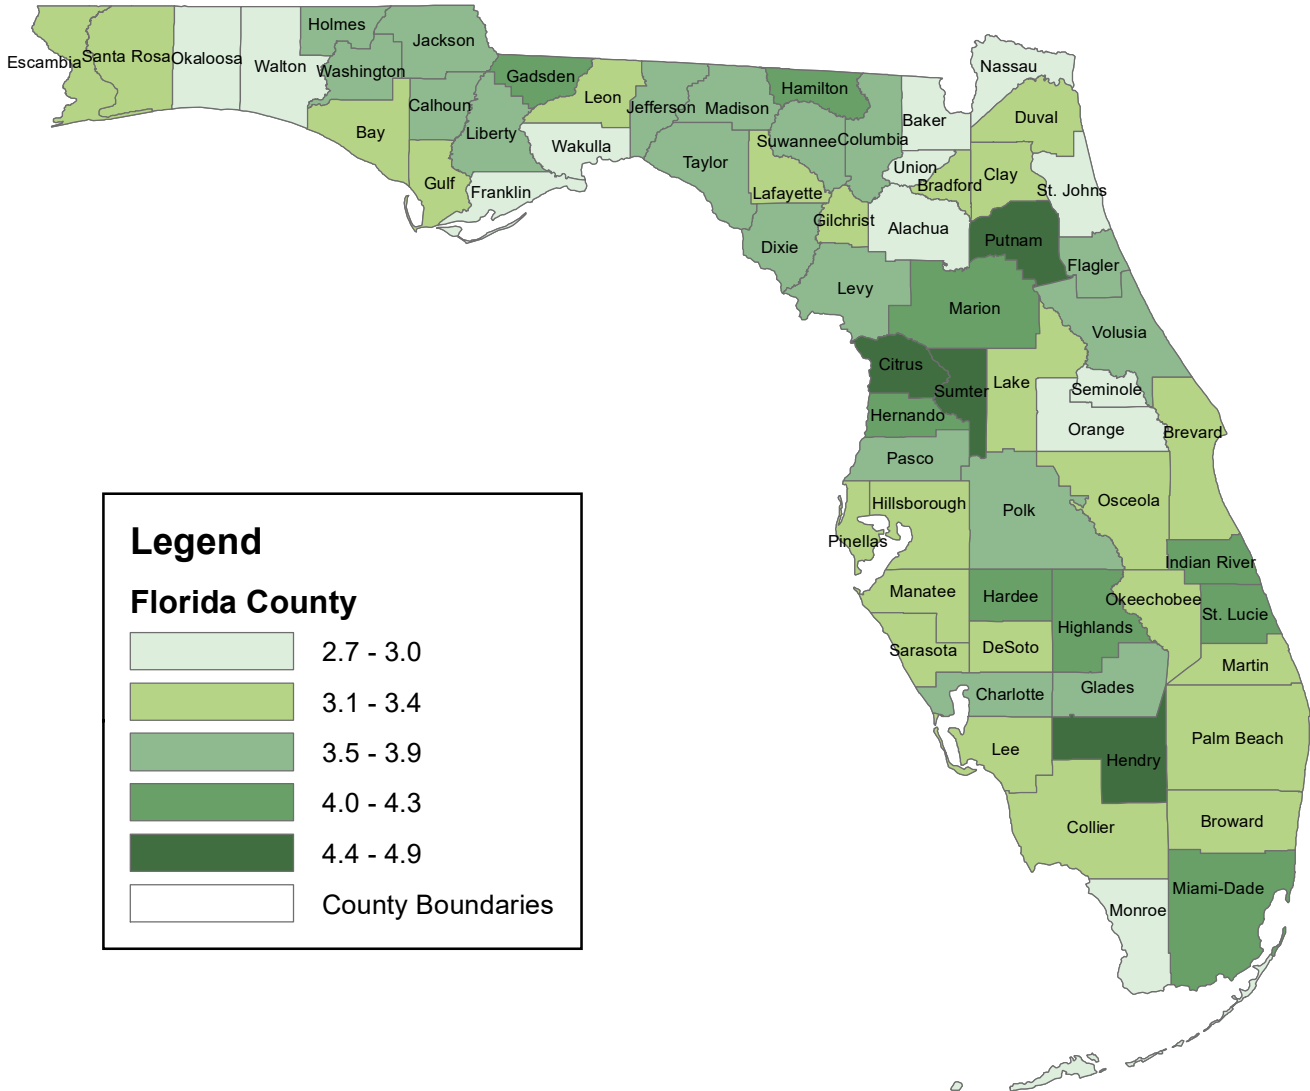 Holmes
Jackson
Escambia
Santa Rosa
Okaloosa
Walton
Washington
Gadsden
Nassau
Hamilton
Leon
Calhoun
Jefferson
Madison
Duval
Baker
Bay
Liberty
Wakulla
Suwannee
Columbia
Taylor
Union
Clay
Gulf
Franklin
Lafayette
Bradford
St. Johns
Gilchrist
Alachua
Putnam
Dixie
Flagler
Levy
Marion
Volusia
Citrus
Sumter
Lake
Seminole
Hernando
Orange
Brevard
Pasco
Hillsborough
Polk
Osceola
Pinellas
Indian River
Manatee
Hardee
Okeechobee
St. Lucie
Highlands
Sarasota
DeSoto
Martin
Charlotte
Glades
Lee
Palm Beach
Hendry
Collier
Broward
Miami-Dade
Monroe
Legend
Florida County
2.7 - 3.0
3.1 - 3.4
3.5 - 3.9
4.0 - 4.3
4.4 - 4.9
County Boundaries